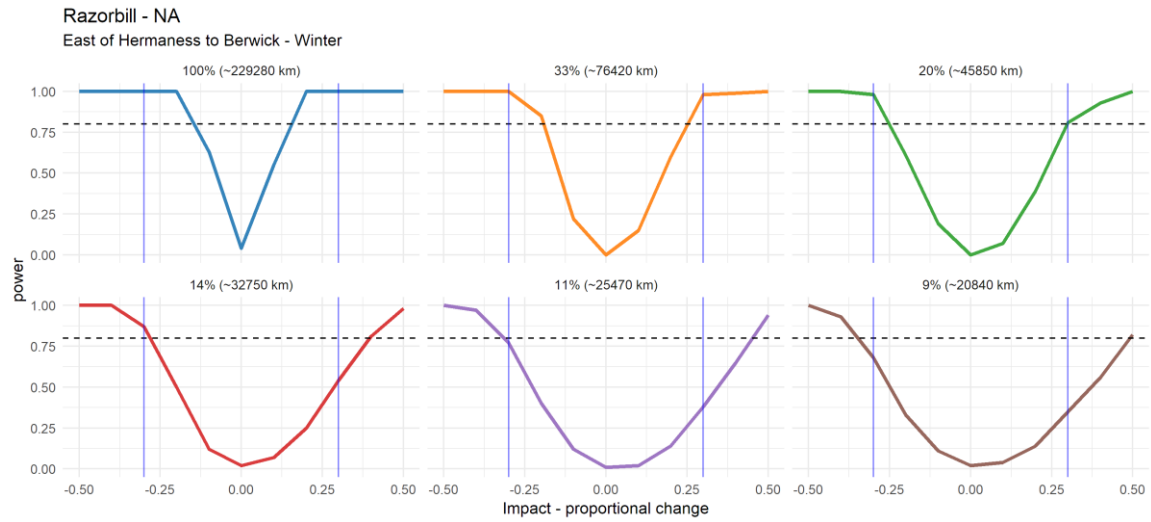 Razorbill - NA
East of Hermaness to Berwick - Winter
100% (~229280 km)
33% (~76420 km)
20% (~45850 km)
1.00
0.75
0.50
0.25
0.00
14% (~32750 km)
11% (~25470 km)
9% (~20840 km)
1.00
0.75
0.50
0.25
0.00
power
-0.50 -0.25 0.00 0.25 0.50
-0.50 -0.25 0.00 0.25 0.50
-0.50 -0.25 0.00 0.25 0.50
Impact - proportional change